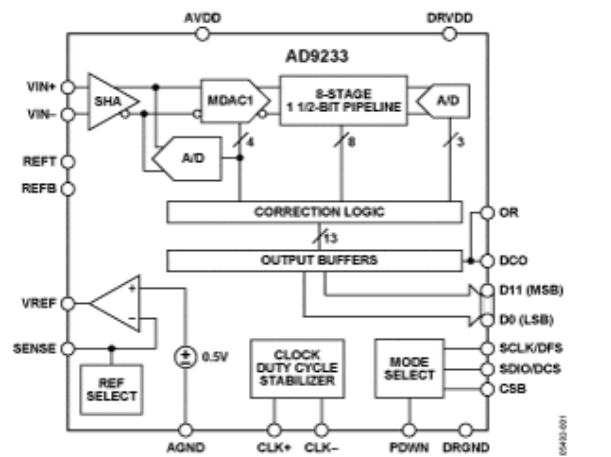 AVDD
DRVDD
AD9233
VIN+
VIN–
SHA
MDAC1
8-STAGE
1 1/2-BIT PIPELINE
A/D
A/D
4
8
3
REFT
REFB
CORRECTION LOGIC
OR
13
OUTPUT BUFFERS
DCO
D11 (MSB)
D0 (LSB)
VREF
+
–
SENSE
0.5V
REF
SELECT
CLOCK
DUTY CYCLE
STABILIZER
MODE
SELECT
SCLK/DFS
SDIO/DCS
CSB
AGND
CLK+
CLK–
PDWN
DRGND
05492-001